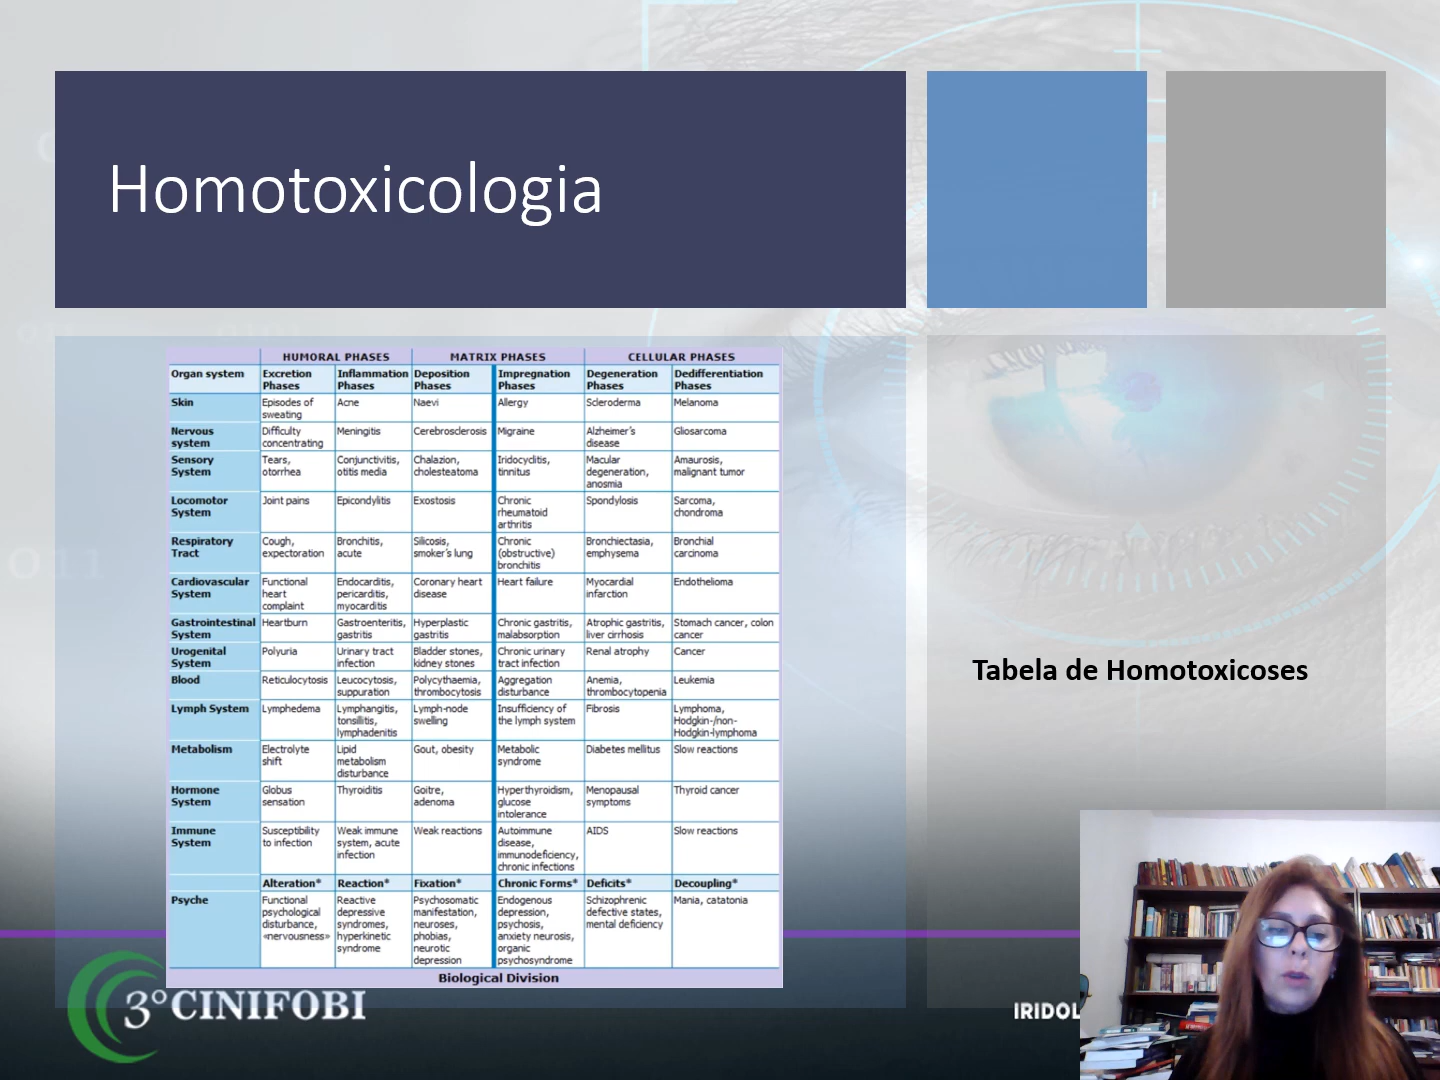 Homotoxicologia
HUMORAL PHASES MATRIX PHASES CELLULAR PHASES
Organ system Excretion Phases Inflammation Phases Deposition Phases Impregnation Phases Degeneration Phases Dedifferentiation Phases
Skin Episodes of sweating Acne Naevi Allergy Scleroderma Melanoma
Nervous system Difficulty concentrating Meningitis Cerebrosclerosis Migraine Alzheimer's disease Gliosarcoma
Sensory System Tears, otorrhea Conjunctivitis, otitis media Chalazion, cholesteatoma Iridocyclitis, tinnitus Macular degeneration, anosmia Amaurosis, malignant tumor
Locomotor System Joint pains Epicondylitis Exostosis Chronic rheumatoid arthritis Spondylosis Sarcoma, chondroma
Respiratory Tract Cough, expectoration Bronchitis, acute Silicosis, smoker's lung Chronic (obstructive) bronchitis Bronchiectasia, emphysema Bronchial carcinoma
Cardiovascular System Functional heart complaint Endocarditis, pericarditis, myocarditis Coronary heart disease Heart failure Myocardial infarction Endothelioma
Gastrointestinal System Heartburn Gastroenteritis, gastritis Hyperplastic gastritis Chronic gastritis, malabsorption Atrophic gastritis, liver cirrhosis Stomach cancer, colon cancer
Urogenital System Polyuria Urinary tract infection Bladder stones, kidney stones Chronic urinary tract infection Renal atrophy Cancer
Blood Reticulocytosis Leucocytosis, suppuration Polycythaemia, thrombocytosis Aggregation disturbance Anemia, thrombocytopenia Leukemia
Lymph System Lymphedema Lymphangitis, tonsillitis, lymphadenitis Lymph-node swelling Insufficiency of the lymph system Fibrosis Lymphoma, Hodgkin-/non-Hodgkin-lymphoma
Metabolism Electrolyte shift Lipid metabolism disturbance Gout, obesity Metabolic syndrome Diabetes mellitus Slow reactions
Hormone System Globus sensation Thyroiditis Goitre, adenoma Hyperthyroidism, glucose intolerance Menopausal symptoms Thyroid cancer
Immune System Susceptibility to infection Weak immune system, acute infection Weak reactions Autoimmune disease, immunodeficiency, chronic infections AIDS Slow reactions
Alteration* Reaction* Fixation* Chronic Forms* Deficits* Decoupling*
Psyche Functional psychological disturbance, «nervousness» Reactive depressive syndromes, hyperkinetic syndrome Psychosomatic manifestation, neuroses, phobias, neurotic depression Endogenous depression, psychosis, anxiety neurosis, organic psychosyndrome Schizophrenic defective states, mental deficiency Mania, catatonia
Biological Division
Tabela de Homotoxicoses
3ºCINIFOBI
IRIDOL